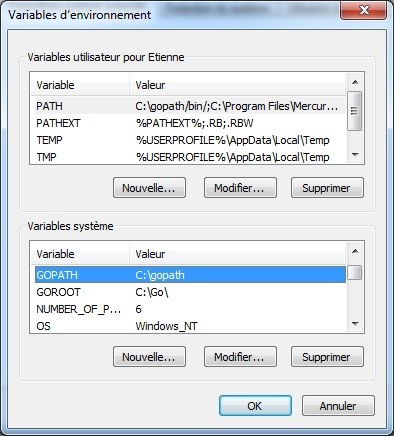 Variables d'environnement
Variables utilisateur pour Etienne
Variable Valeur
PATH C:\gopath/bin/;C:\Program Files\Mercur...
PATHEXT %PATHEXT%;.RB;.RBW
TEMP %USERPROFILE%\AppData\Local\Temp
TMP %USERPROFILE%\AppData\Local\Temp
Nouvelle... Modifier... Supprimer
Variables système
Variable Valeur
GOPATH C:\gopath
GOROOT C:\Go\
NUMBER_OF_P... 6
OS Windows_NT
Nouvelle... Modifier... Supprimer
OK Annuler